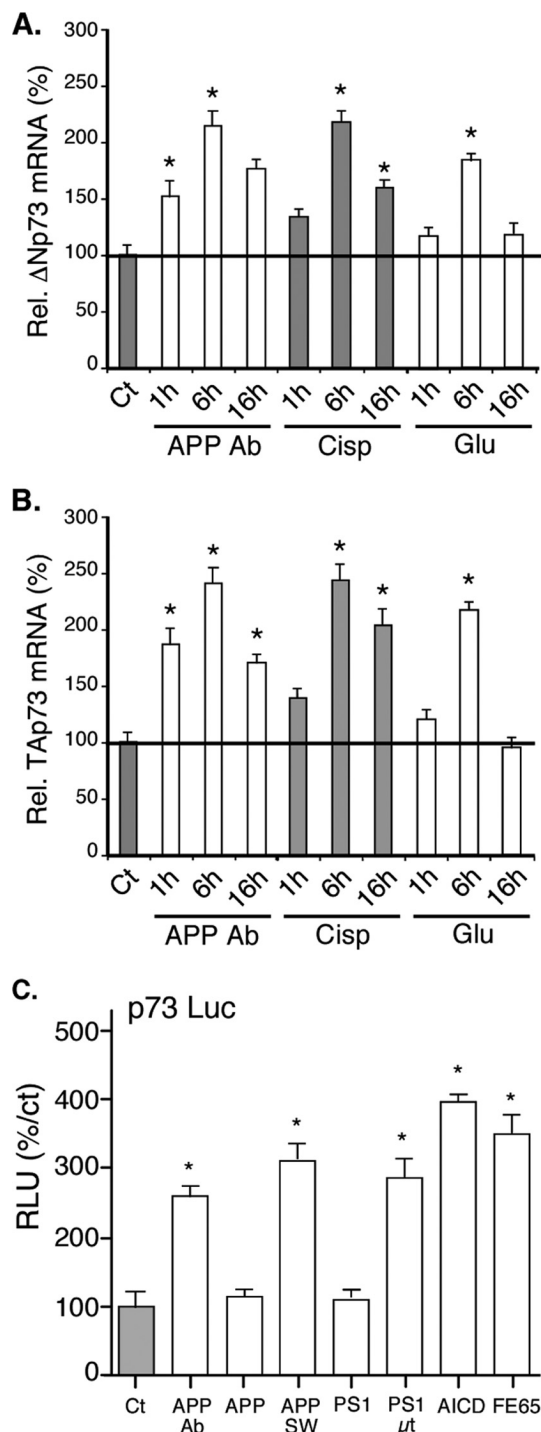 A.
Rel. ΔNp73 mRNA (%)
300
250
200
150
100
50
0
* * * * *
Ct 1h 6h 16h 1h 6h 16h 1h 6h 16h
APP Ab Cisp Glu
B.
Rel. TAp73 mRNA (%)
300
250
200
150
100
50
0
* * * * * *
Ct 1h 6h 16h 1h 6h 16h 1h 6h 16h
APP Ab Cisp Glu
C.
p73 Luc
RLU (%/ct)
500
400
300
200
100
0
* * * * *
Ct APP APP APP PS1 PS1 AICD FE65
Ab SW µt